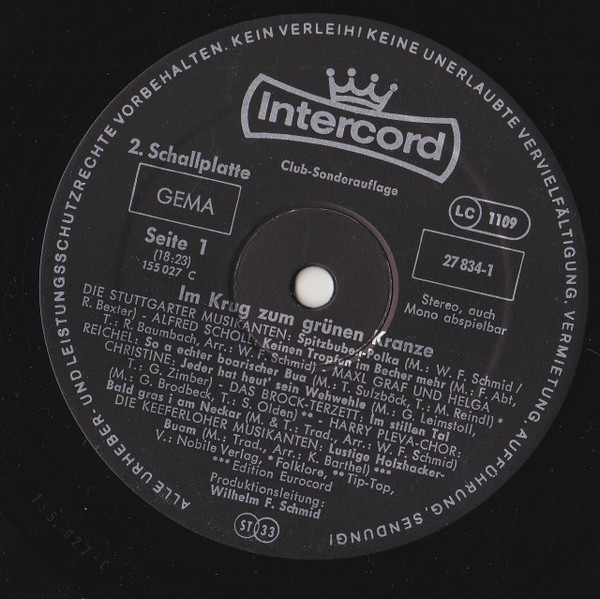 ALLE URHEBER- UND LEISTUNGSSCHUTZRECHTE VORBEHALTEN. KEIN VERLEIH! KEINE UNERLAUBTE VERVIELFÄLTIGUNG, VERMIETUNG, AUFFÜHRUNG, SENDUNG!
Intercord
2. Schallplatte
Club-Sonderauflage
GEMA
LC 1109
Seite 1
(18:23)
155 027 C
27 834-1
Stereo, auch
Mono abspielbar
Im Krug zum grünen Kranze
DIE STUTTGARTER MUSIKANTEN: Spitzbuben-Polka (M.: W. F. Schmid /
R. Bexter) - ALFRED SCHOLL: Keinen Tropfen im Becher mehr (M.: F. Abt,
T.: R. Baumbach, Arr.: W. F. Schmid) - MAXL GRAF UND HELGA
REICHEL: So a echter boarischer Bua (M.: T. Sulzböck, T.: M. Reindl) *
CHRISTINE: Jeder hat heut' sein Wehwehle (M.: G. Leimstoll,
T.: G. Zimber) - DAS BROCK-TERZETT: Im stillen Tal
(M.: G. Brodbeck, T.: S. Olden) ** - HARRY PLEVA-CHOR:
Bald gras i am Neckar (M. & T.: Trad., Arr.: W. F. Schmid)
DIE KEEFERLOHER MUSIKANTEN: Lustige Holzhacker-
Buam (M.: Trad., Arr.: K. Barthel) ***
V.: Nobile Verlag, *Folklore, **Tip-Top,
***Edition Eurocord
Produktionsleitung:
Wilhelm F. Schmid
ST 33
155.027-C